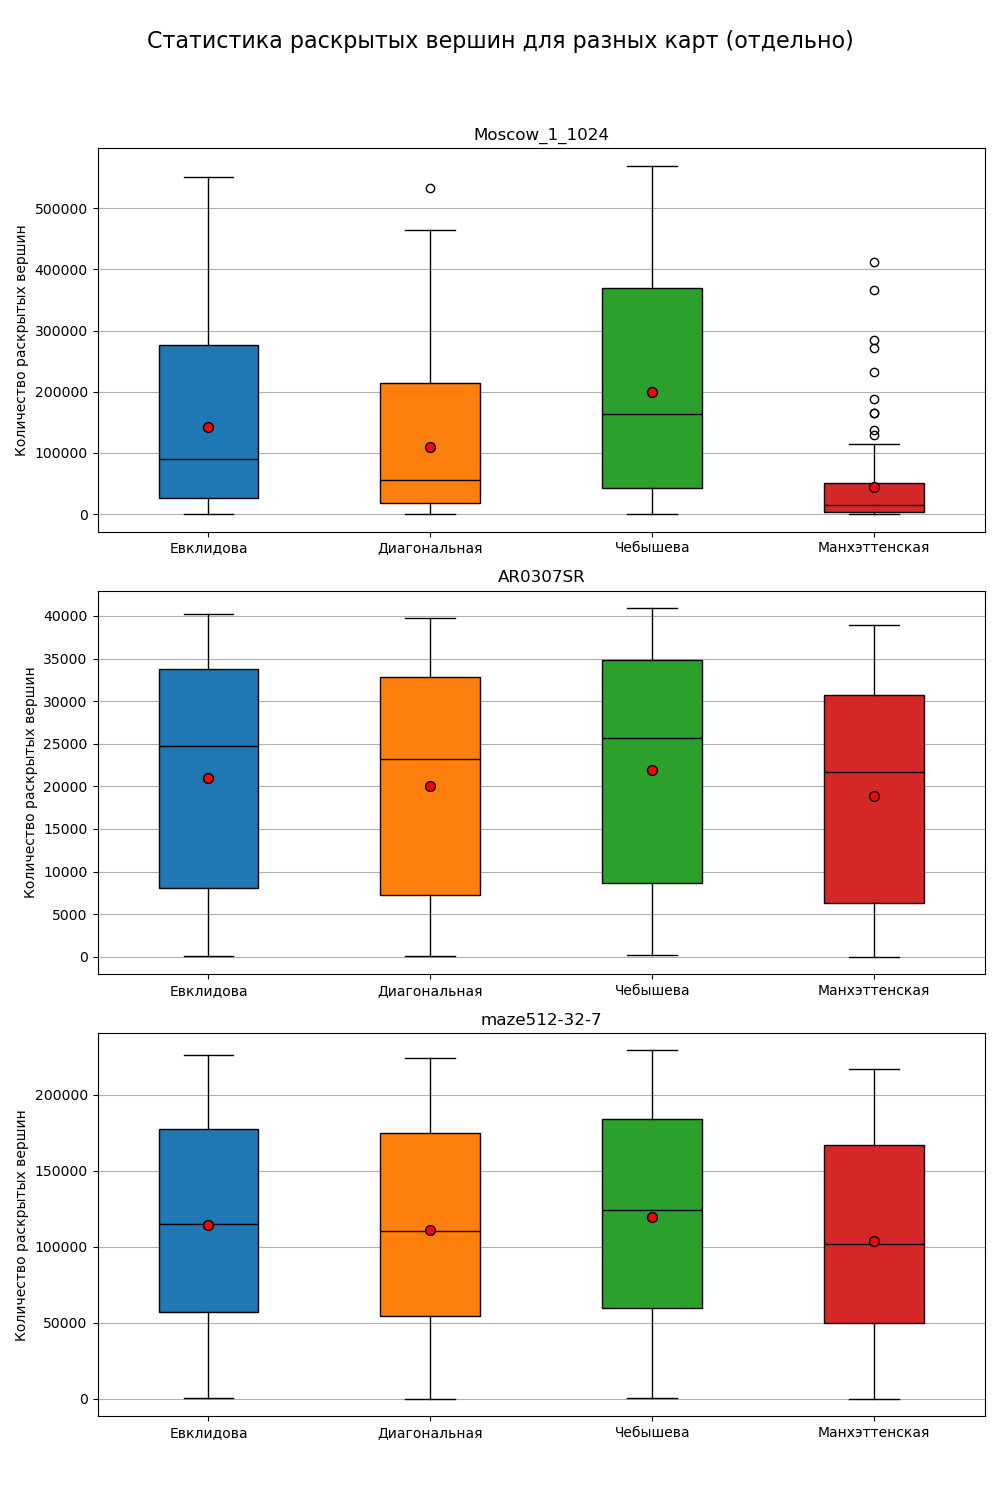 Статистика раскрытых вершин для разных карт (отдельно)
Moscow_1_1024
Количество раскрытых вершин
500000
400000
300000
200000
100000
0
Евклидова Диагональная Чебышева Манхэттенская
AR0307SR
Количество раскрытых вершин
40000
35000
30000
25000
20000
15000
10000
5000
0
Евклидова Диагональная Чебышева Манхэттенская
maze512-32-7
Количество раскрытых вершин
200000
150000
100000
50000
0
Евклидова Диагональная Чебышева Манхэттенская